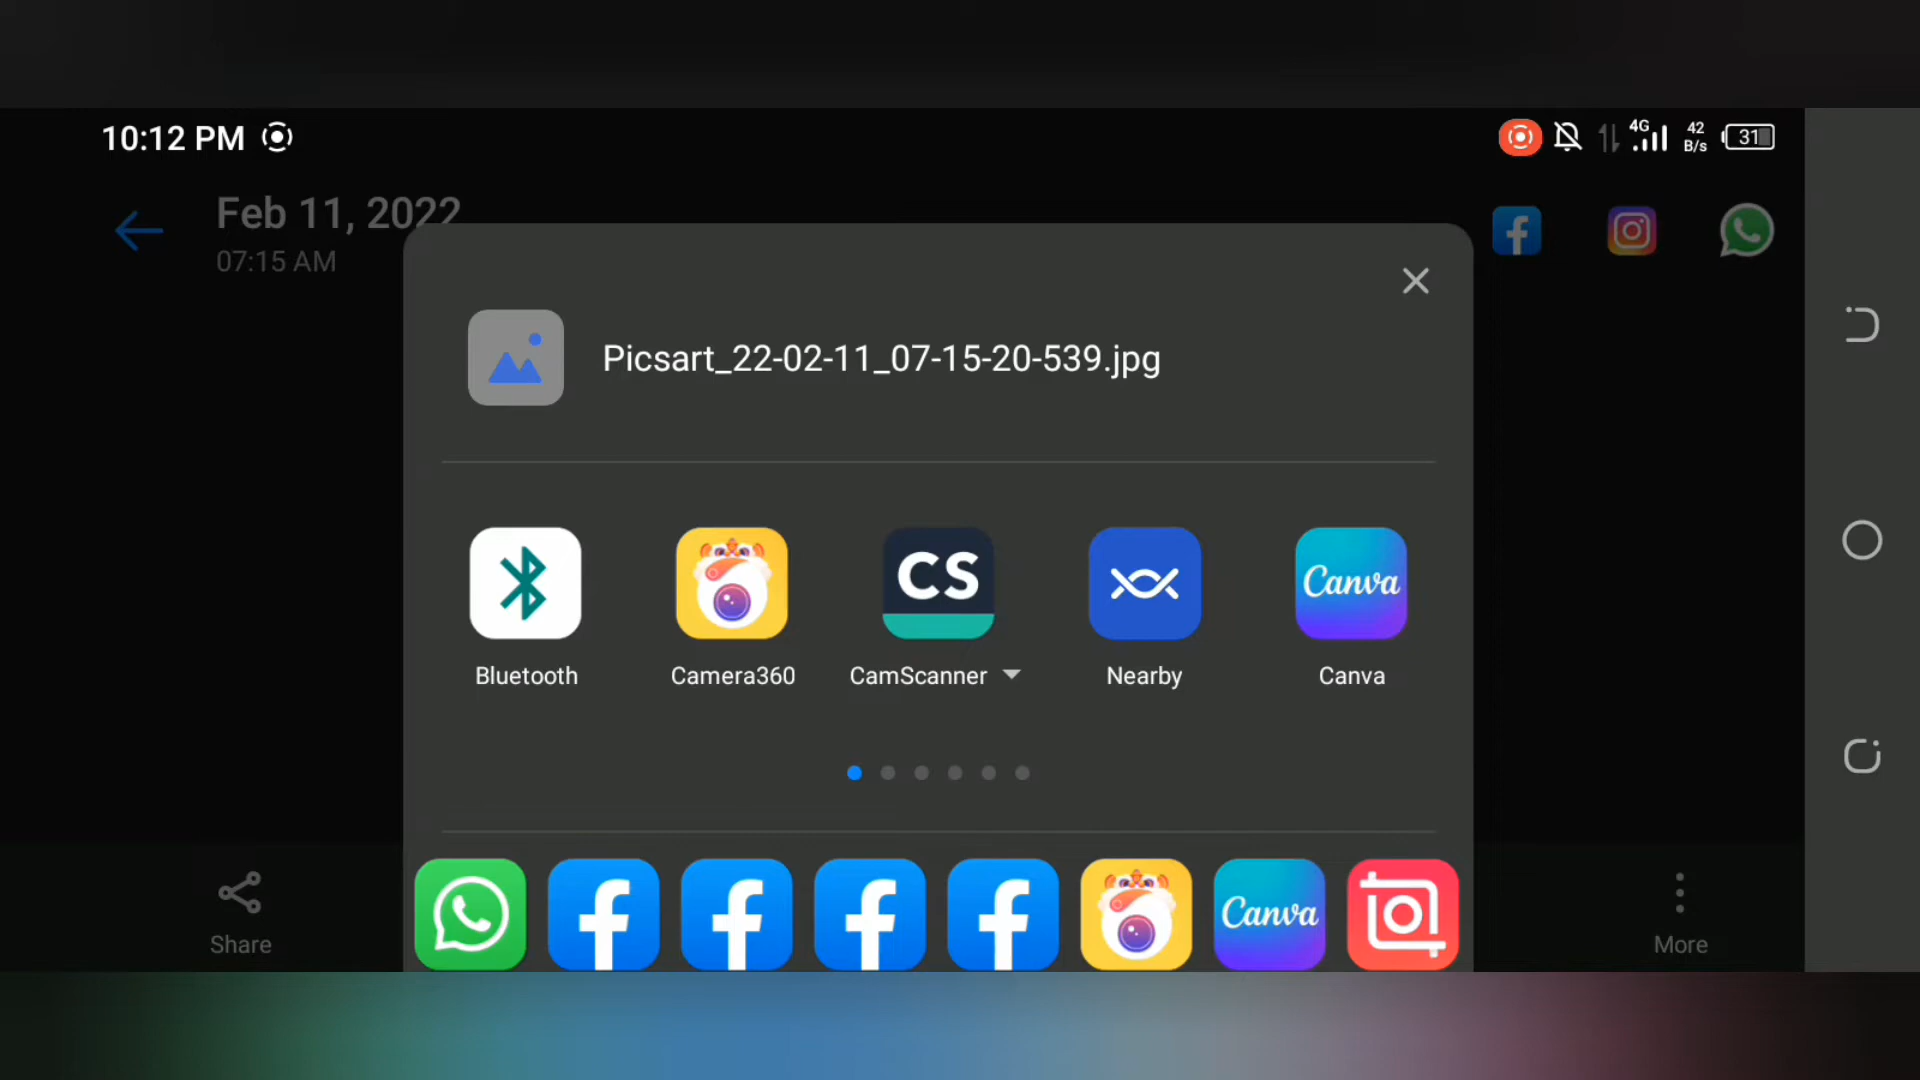 10:12 PM
4G 42 B/s 31
Feb 11, 2022
07:15 AM
Picsart_22-02-11_07-15-20-539.jpg
CS Canva
Bluetooth Camera360 CamScanner Nearby Canva
Canva
Share More